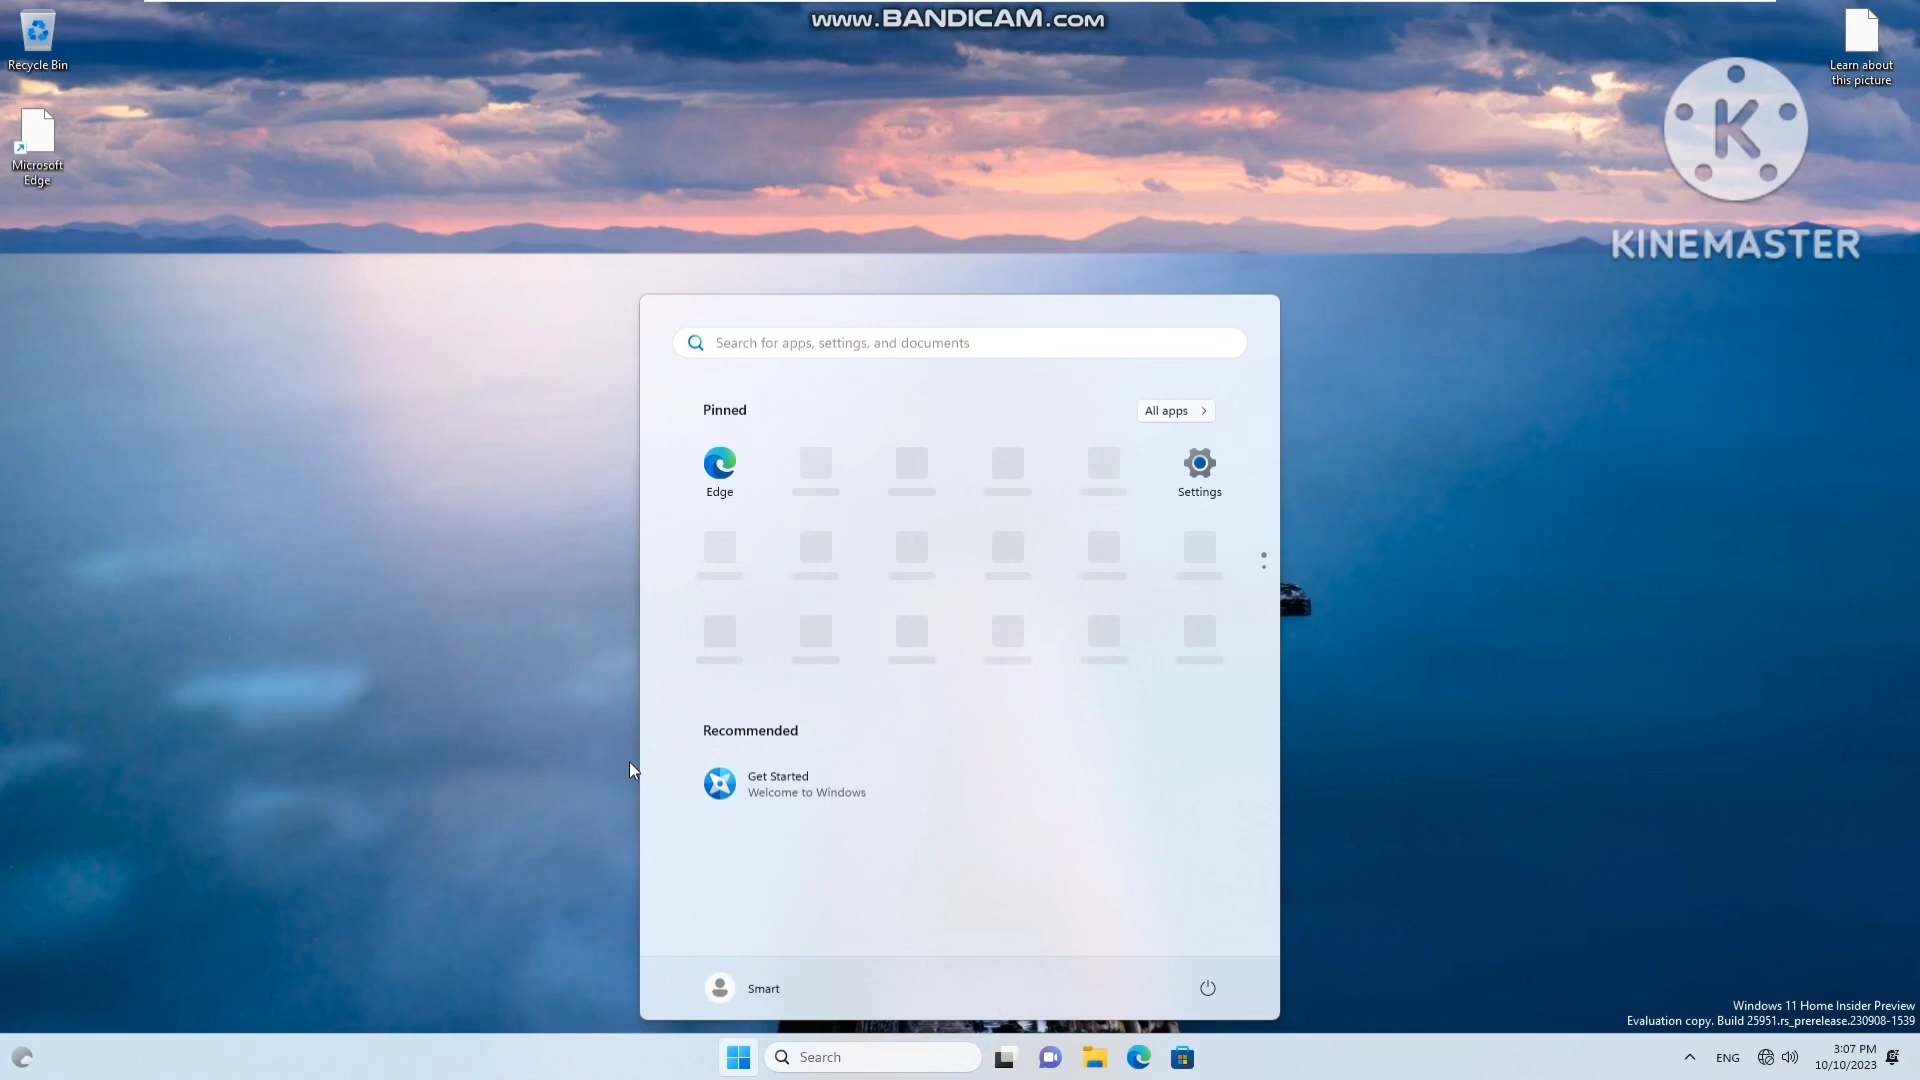 www.BANDICAM.com
Recycle Bin
Microsoft
Edge
Learn about
this picture
K
KINEMASTER
Search for apps, settings, and documents
Pinned
All apps
Edge
Settings
Recommended
Get Started
Welcome to Windows
Smart
Windows 11 Home Insider Preview
Evaluation copy. Build 25951.rs_prerelease.230908-1539
Search
ENG
3:07 PM
10/10/2023